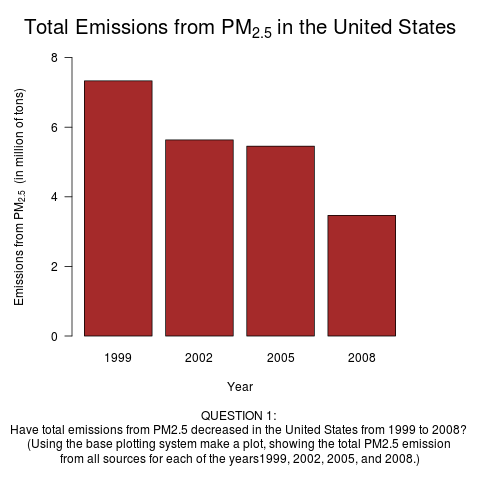 Total Emissions from PM2.5 in the United States
Emissions from PM2.5 (in million of tons)
8
6
4
2
0
1999 2002 2005 2008
Year
QUESTION 1:
Have total emissions from PM2.5 decreased in the United States from 1999 to 2008?
(Using the base plotting system make a plot, showing the total PM2.5 emission
from all sources for each of the years1999, 2002, 2005, and 2008.)